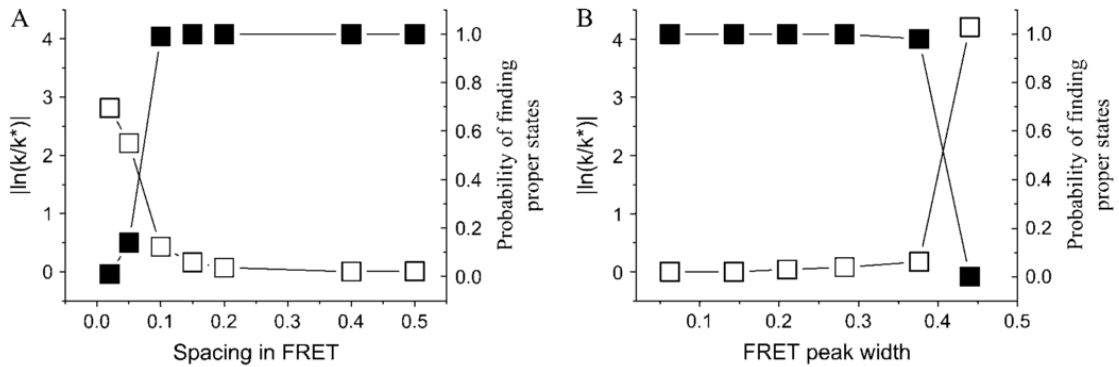 A
B
4
3
2
1
0
|ln(k/k*)|
1.0
0.8
0.6
0.4
0.2
0.0
Probability of finding
proper states
0.0 0.1 0.2 0.3 0.4 0.5
Spacing in FRET
4
3
2
1
0
|ln(k/k*)|
1.0
0.8
0.6
0.4
0.2
0.0
Probability of finding
proper states
0.1 0.2 0.3 0.4 0.5
FRET peak width